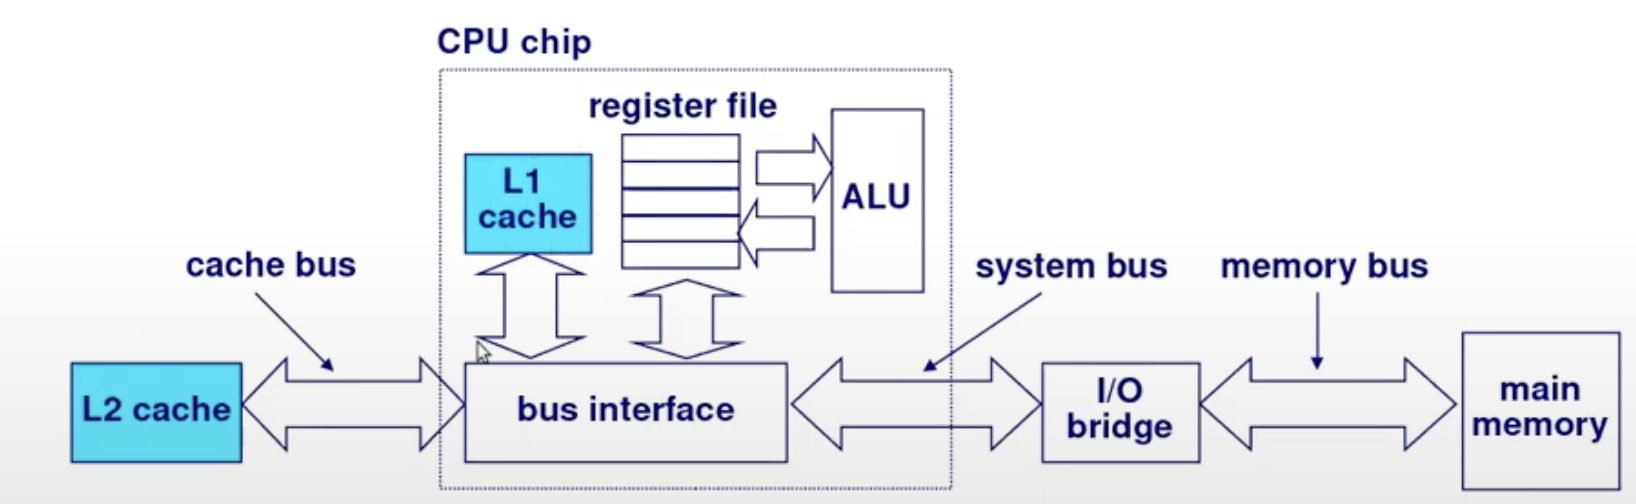 CPU chip
register file
L1
cache
ALU
cache bus
system bus
memory bus
L2 cache
bus interface
I/O
bridge
main
memory